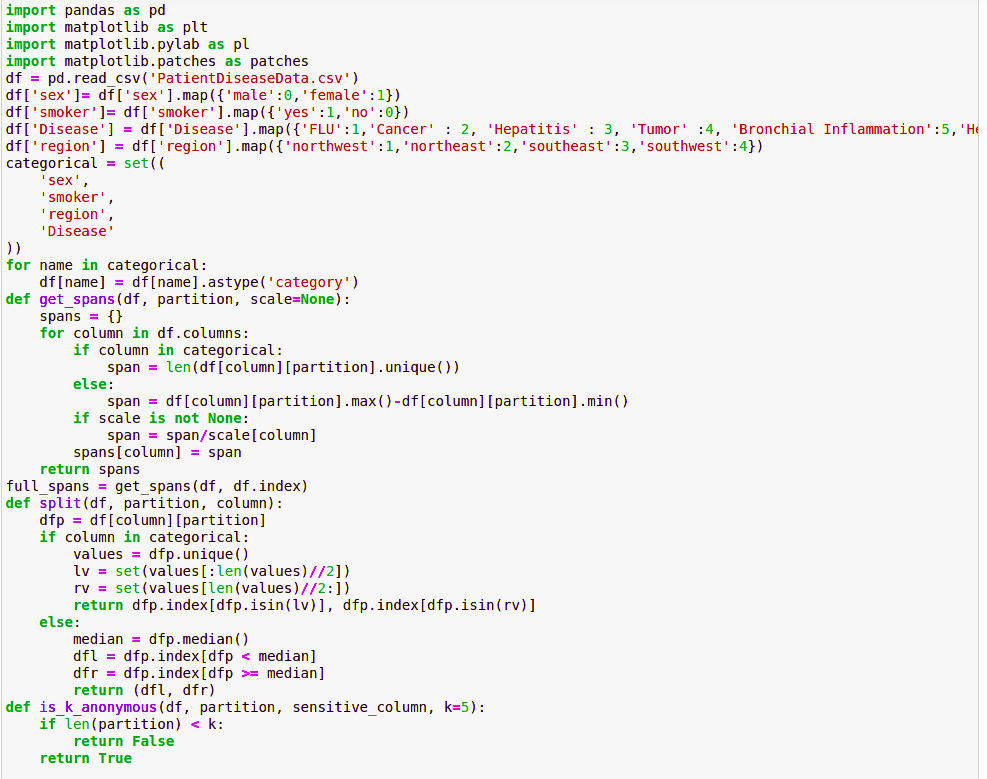 import pandas as pd
import matplotlib as plt
import matplotlib.pylab as pl
import matplotlib.patches as patches
df = pd.read_csv('PatientDiseaseData.csv')
df['sex']= df['sex'].map({'male':0,'female':1})
df['smoker']= df['smoker'].map({'yes':1,'no':0})
df['Disease'] = df['Disease'].map({'FLU':1,'Cancer' : 2, 'Hepatitis' : 3, 'Tumor' :4, 'Bronchial Inflammation':5,'He
df['region'] = df['region'].map({'northwest':1,'northeast':2,'southeast':3,'southwest':4})
categorical = set((
    'sex',
    'smoker',
    'region',
    'Disease'
))
for name in categorical:
    df[name] = df[name].astype('category')
def get_spans(df, partition, scale=None):
    spans = {}
    for column in df.columns:
        if column in categorical:
            span = len(df[column][partition].unique())
        else:
            span = df[column][partition].max()-df[column][partition].min()
        if scale is not None:
            span = span/scale[column]
        spans[column] = span
    return spans
full_spans = get_spans(df, df.index)
def split(df, partition, column):
    dfp = df[column][partition]
    if column in categorical:
        values = dfp.unique()
        lv = set(values[:len(values)//2])
        rv = set(values[len(values)//2:])
        return dfp.index[dfp.isin(lv)], dfp.index[dfp.isin(rv)]
    else:
        median = dfp.median()
        dfl = dfp.index[dfp < median]
        dfr = dfp.index[dfp >= median]
        return (dfl, dfr)
def is_k_anonymous(df, partition, sensitive_column, k=5):
    if len(partition) < k:
        return False
    return True